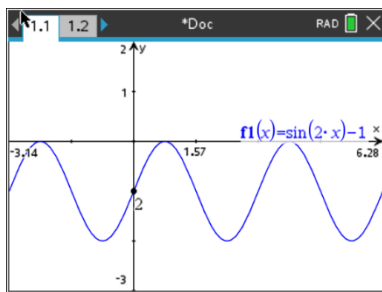 1.1 1.2 *Doc RAD
2 y
1
f1(x)=sin(2·x)−1 x
-3.14 1.57 6.28
2
-3